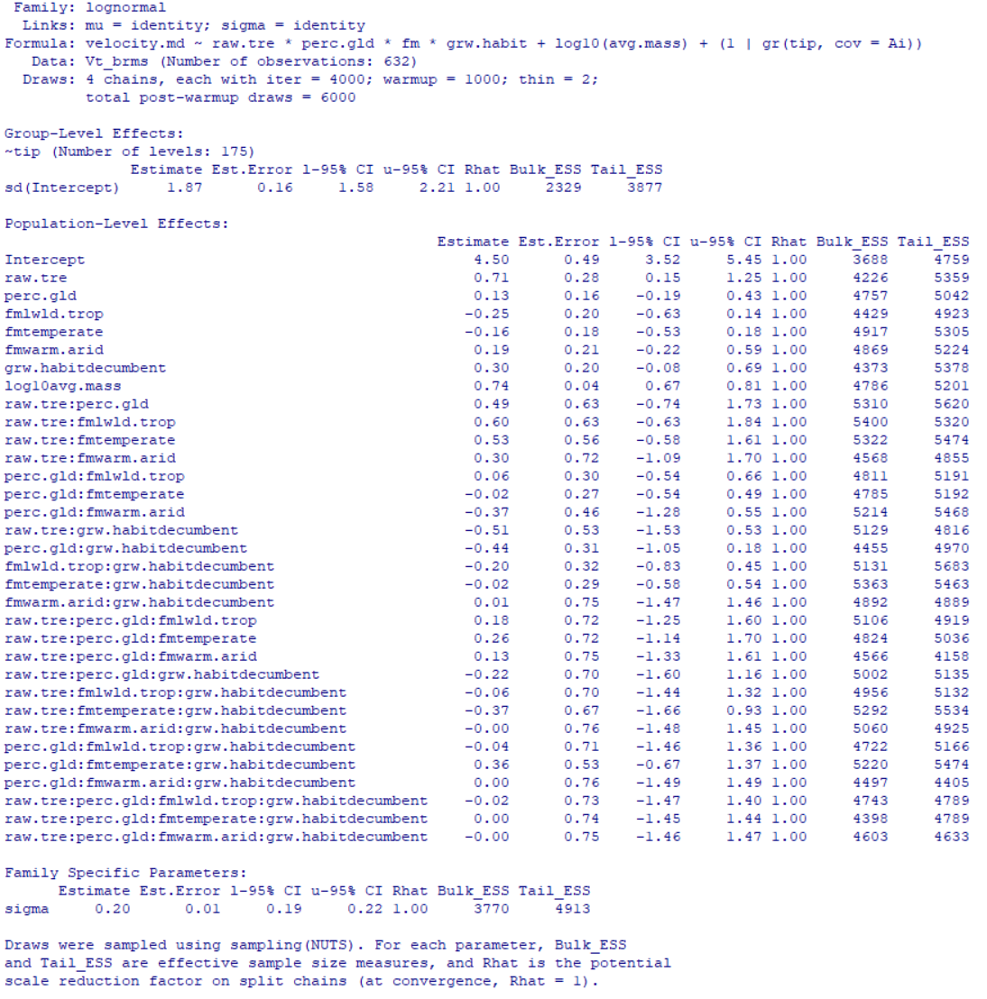 Family: lognormal
Links: mu = identity; sigma = identity
Formula: velocity.md ~ raw.tre * perc.gld * fm * grw.habit + log10(avg.mass) + (1 | gr(tip, cov = Ai))
Data: Vt_brms (Number of observations: 632)
Draws: 4 chains, each with iter = 4000; warmup = 1000; thin = 2;
total post-warmup draws = 6000
Group-Level Effects:
~tip (Number of levels: 175)
Estimate Est.Error l-95% CI u-95% CI Rhat Bulk_ESS Tail_ESS
sd(Intercept) 1.87 0.16 1.58 2.21 1.00 2329 3877
Population-Level Effects:
Estimate Est.Error l-95% CI u-95% CI Rhat Bulk_ESS Tail_ESS
Intercept 4.50 0.49 3.52 5.45 1.00 3688 4759
raw.tre 0.71 0.28 0.15 1.25 1.00 4226 5359
perc.gld 0.13 0.16 -0.19 0.43 1.00 4757 5042
fmlwld.trop -0.25 0.20 -0.63 0.14 1.00 4429 4923
fmtemperate -0.16 0.18 -0.53 0.18 1.00 4917 5305
fmwarm.arid 0.19 0.21 -0.22 0.59 1.00 4869 5224
grw.habitdecumbent 0.30 0.20 -0.08 0.69 1.00 4373 5378
log10avg.mass 0.74 0.04 0.67 0.81 1.00 4786 5201
raw.tre:perc.gld 0.49 0.63 -0.74 1.73 1.00 5310 5620
raw.tre:fmlwld.trop 0.60 0.63 -0.63 1.84 1.00 5400 5320
raw.tre:fmtemperate 0.53 0.56 -0.58 1.61 1.00 5322 5474
raw.tre:fmwarm.arid 0.30 0.72 -1.09 1.70 1.00 4568 4855
perc.gld:fmlwld.trop 0.06 0.30 -0.54 0.66 1.00 4811 5191
perc.gld:fmtemperate -0.02 0.27 -0.54 0.49 1.00 4785 5192
perc.gld:fmwarm.arid -0.37 0.46 -1.28 0.55 1.00 5214 5468
raw.tre:grw.habitdecumbent -0.51 0.53 -1.53 0.53 1.00 5129 4816
perc.gld:grw.habitdecumbent -0.44 0.31 -1.05 0.18 1.00 4455 4970
fmlwld.trop:grw.habitdecumbent -0.20 0.32 -0.83 0.45 1.00 5131 5683
fmtemperate:grw.habitdecumbent -0.02 0.29 -0.58 0.54 1.00 5363 5463
fmwarm.arid:grw.habitdecumbent 0.01 0.75 -1.47 1.46 1.00 4892 4889
raw.tre:perc.gld:fmlwld.trop 0.18 0.72 -1.25 1.60 1.00 5106 4919
raw.tre:perc.gld:fmtemperate 0.26 0.72 -1.14 1.70 1.00 4824 5036
raw.tre:perc.gld:fmwarm.arid 0.13 0.75 -1.33 1.61 1.00 4566 4158
raw.tre:perc.gld:grw.habitdecumbent -0.22 0.70 -1.60 1.16 1.00 5002 5135
raw.tre:fmlwld.trop:grw.habitdecumbent -0.06 0.70 -1.44 1.32 1.00 4956 5132
raw.tre:fmtemperate:grw.habitdecumbent -0.37 0.67 -1.66 0.93 1.00 5292 5534
raw.tre:fmwarm.arid:grw.habitdecumbent -0.00 0.76 -1.48 1.45 1.00 5060 4925
perc.gld:fmlwld.trop:grw.habitdecumbent -0.04 0.71 -1.46 1.36 1.00 4722 5166
perc.gld:fmtemperate:grw.habitdecumbent 0.36 0.53 -0.67 1.37 1.00 5220 5474
perc.gld:fmwarm.arid:grw.habitdecumbent 0.00 0.76 -1.49 1.49 1.00 4497 4405
raw.tre:perc.gld:fmlwld.trop:grw.habitdecumbent -0.02 0.73 -1.47 1.40 1.00 4743 4789
raw.tre:perc.gld:fmtemperate:grw.habitdecumbent 0.00 0.74 -1.45 1.44 1.00 4398 4789
raw.tre:perc.gld:fmwarm.arid:grw.habitdecumbent -0.00 0.75 -1.46 1.47 1.00 4603 4633
Family Specific Parameters:
Estimate Est.Error l-95% CI u-95% CI Rhat Bulk_ESS Tail_ESS
sigma 0.20 0.01 0.19 0.22 1.00 3770 4913
Draws were sampled using sampling(NUTS). For each parameter, Bulk_ESS
and Tail_ESS are effective sample size measures, and Rhat is the potential
scale reduction factor on split chains (at convergence, Rhat = 1).